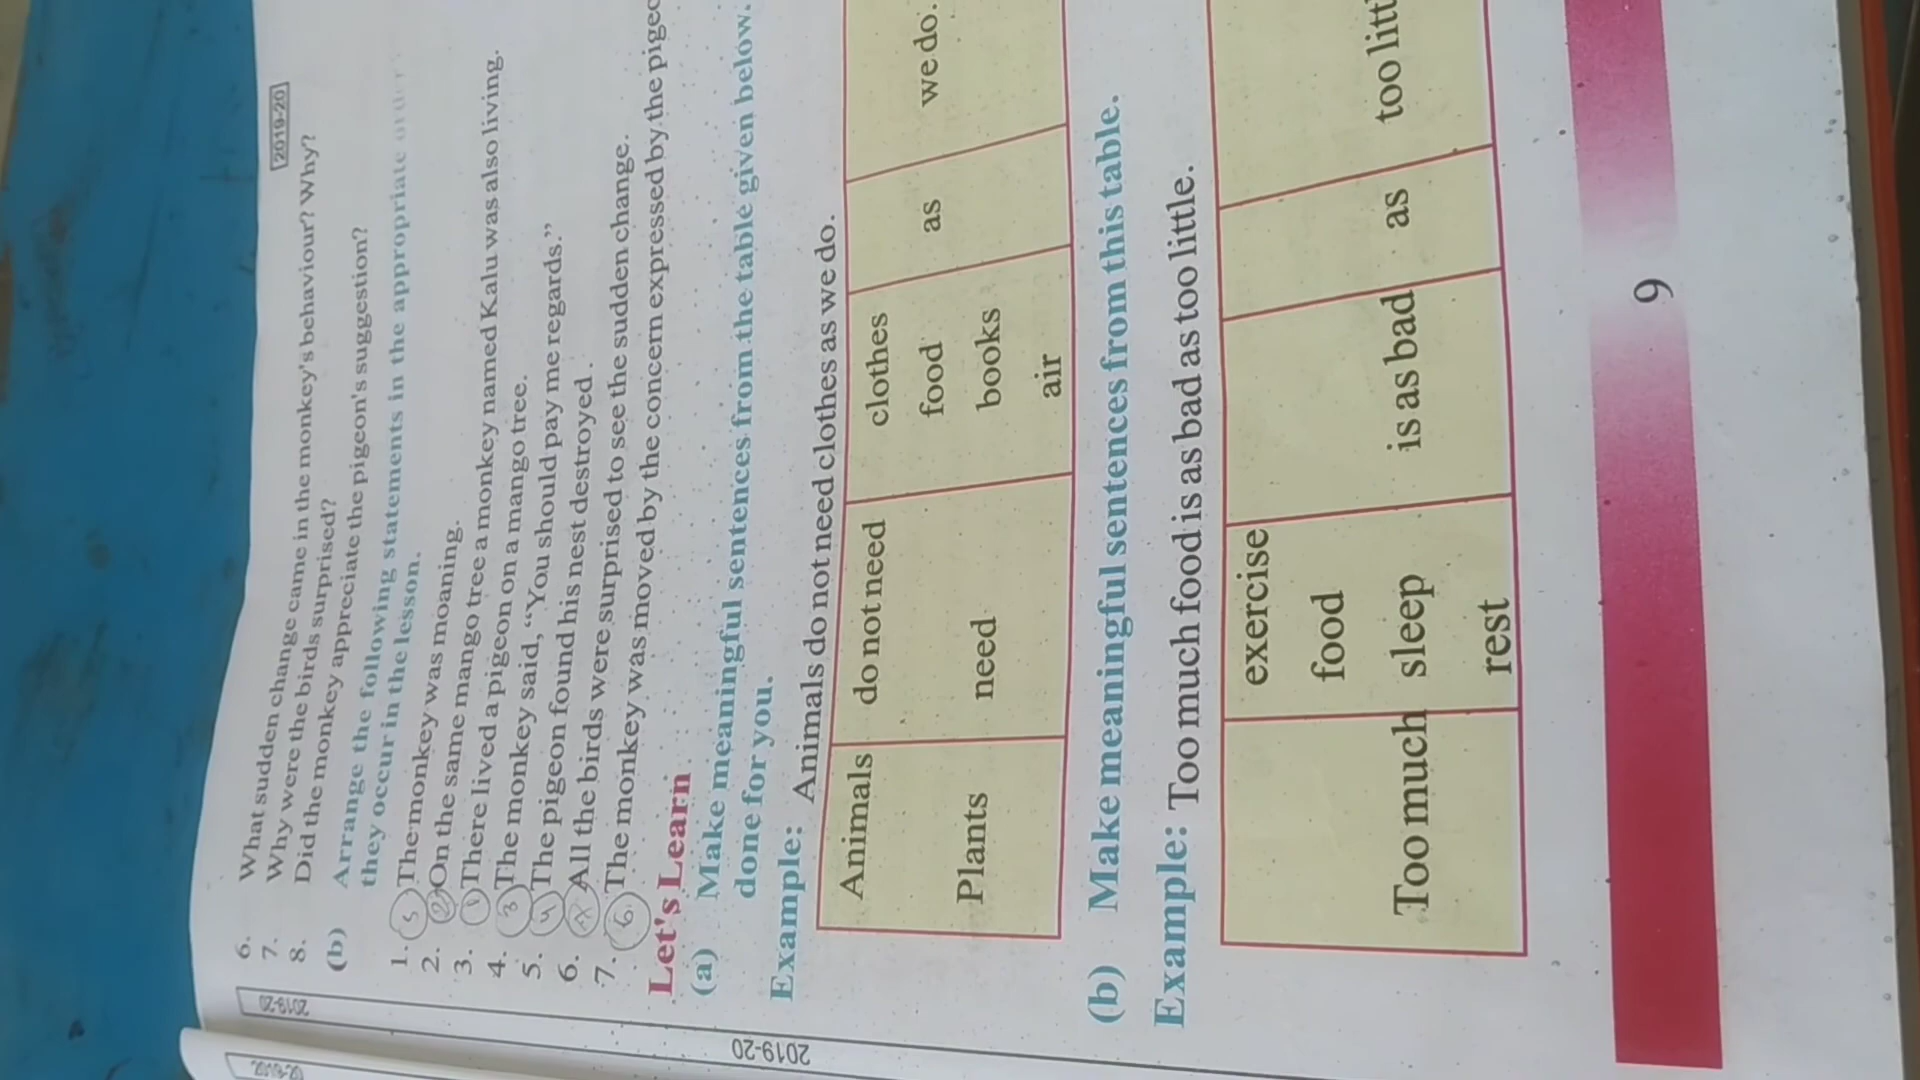 2019-20
6. What sudden change came in the monkey's behaviour? Why?
7. Why were the birds surprised?
8. Did the monkey appreciate the pigeon's suggestion?
(b) Arrange the following statements in the appropriate order
they occur in the lesson.
1. 5 The monkey was moaning.
2. 2 On the same mango tree a monkey named Kalu was also living.
3. 1 There lived a pigeon on a mango tree.
4. 3 The monkey said, “You should pay me regards.”
5. 4 The pigeon found his nest destroyed.
6. All the birds were surprised to see the sudden change.
7. 6 The monkey was moved by the concern expressed by the
Let's Learn
(a) Make meaningful sentences from the table given below.
done for you.
Example: Animals do not need clothes as we do.
Animals do not need clothes
food as we do.
Plants need books
air
(b) Make meaningful sentences from this table.
Example: Too much food is as bad as too little.
exercise
food
Too much sleep is as bad as too
rest
9
2019-20
2019-20